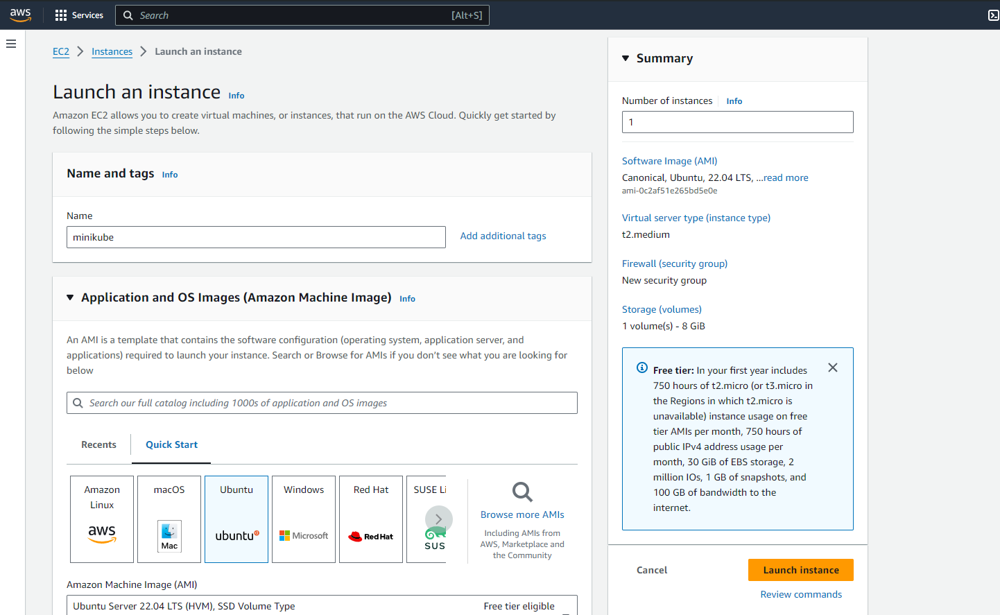 aws
Services
Search
[Alt+S]
EC2
Instances
Launch an instance
Launch an instance
Info
Amazon EC2 allows you to create virtual machines, or instances, that run on the AWS Cloud. Quickly get started by
following the simple steps below.
Name and tags
Info
Name
minikube
Add additional tags
Application and OS Images (Amazon Machine Image)
Info
An AMI is a template that contains the software configuration (operating system, application server, and
applications) required to launch your instance. Search or Browse for AMIs if you don’t see what you are looking for
below
Search our full catalog including 1000s of application and OS images
Recents
Quick Start
Amazon
Linux
aws
macOS
Mac
Ubuntu
ubuntu
Windows
Microsoft
Red Hat
Red Hat
SUSE Li
SUS
Browse more AMIs
Including AMIs from
AWS, Marketplace and
the Community
Amazon Machine Image (AMI)
Ubuntu Server 22.04 LTS (HVM), SSD Volume Type
Free tier eligible
Summary
Number of instances
Info
1
Software Image (AMI)
Canonical, Ubuntu, 22.04 LTS, ...read more
ami-0c2af51e265bd5e0e
Virtual server type (instance type)
t2.medium
Firewall (security group)
New security group
Storage (volumes)
1 volume(s) - 8 GiB
Free tier: In your first year includes
750 hours of t2.micro (or t3.micro in
the Regions in which t2.micro is
unavailable) instance usage on free
tier AMIs per month, 750 hours of
public IPv4 address usage per
month, 30 GiB of EBS storage, 2
million IOs, 1 GB of snapshots, and
100 GB of bandwidth to the
internet.
Cancel
Launch instance
Review commands